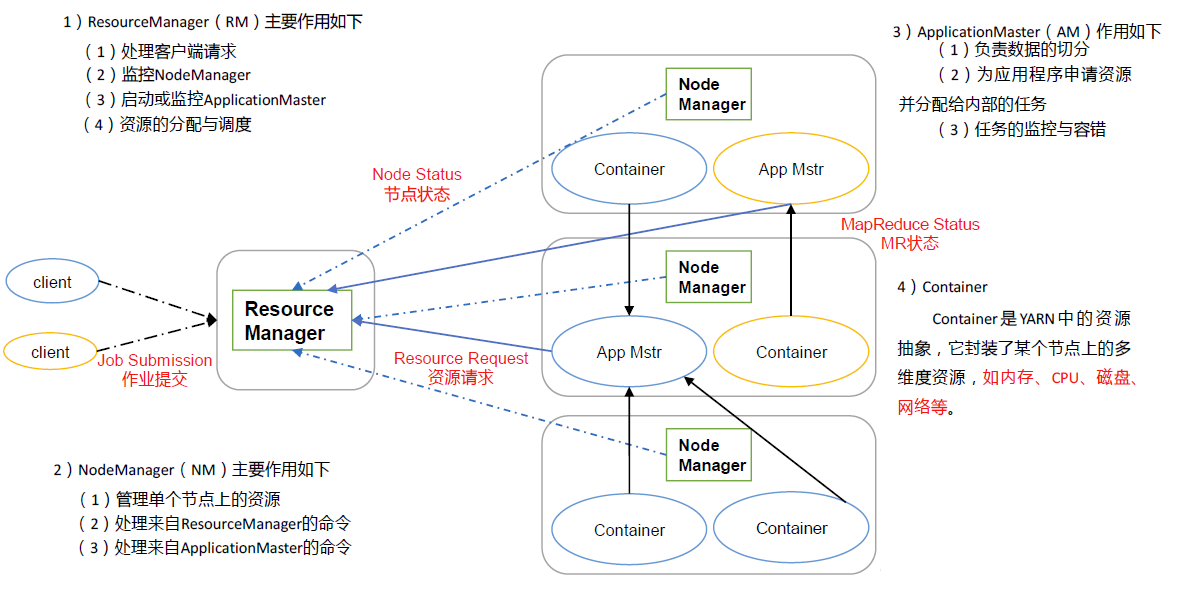 1）ResourceManager（RM）主要作用如下
（1）处理客户端请求
（2）监控NodeManager
（3）启动或监控ApplicationMaster
（4）资源的分配与调度
3）ApplicationMaster（AM）作用如下
（1）负责数据的切分
（2）为应用程序申请资源
并分配给内部的任务
（3）任务的监控与容错
Node
Manager
Container
App Mstr
Node Status
节点状态
MapReduce Status
MR状态
client
client
Job Submission
作业提交
Resource
Manager
Node
Manager
App Mstr
Container
Resource Request
资源请求
4）Container
Container是YARN中的资源
抽象，它封装了某个节点上的多
维度资源，如内存、CPU、磁盘、
网络等。
2）NodeManager（NM）主要作用如下
（1）管理单个节点上的资源
（2）处理来自ResourceManager的命令
（3）处理来自ApplicationMaster的命令
Node
Manager
Container
Container